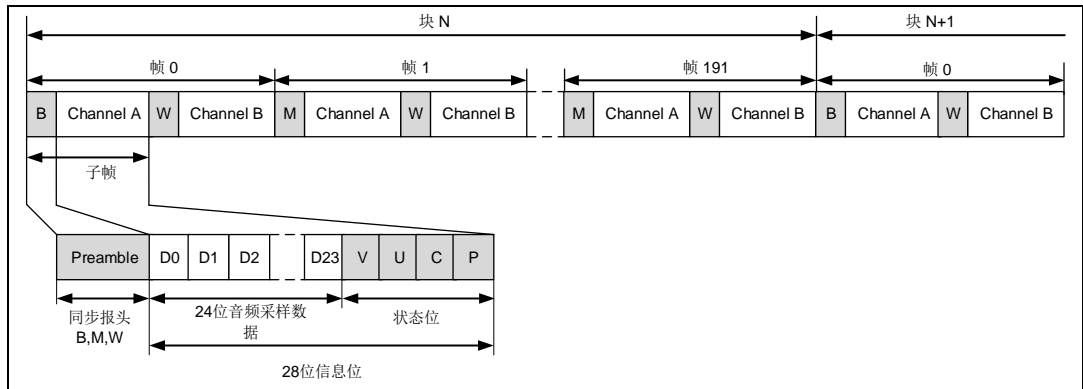 块 N
块 N+1
帧 0
帧 1
帧 191
帧 0
B Channel A W Channel B M Channel A W Channel B M Channel A W Channel B B Channel A W Channel B
子帧
Preamble D0 D1 D2 D23 V U C P
同步报头
B,M,W
24位音频采样数
据
状态位
28位信息位